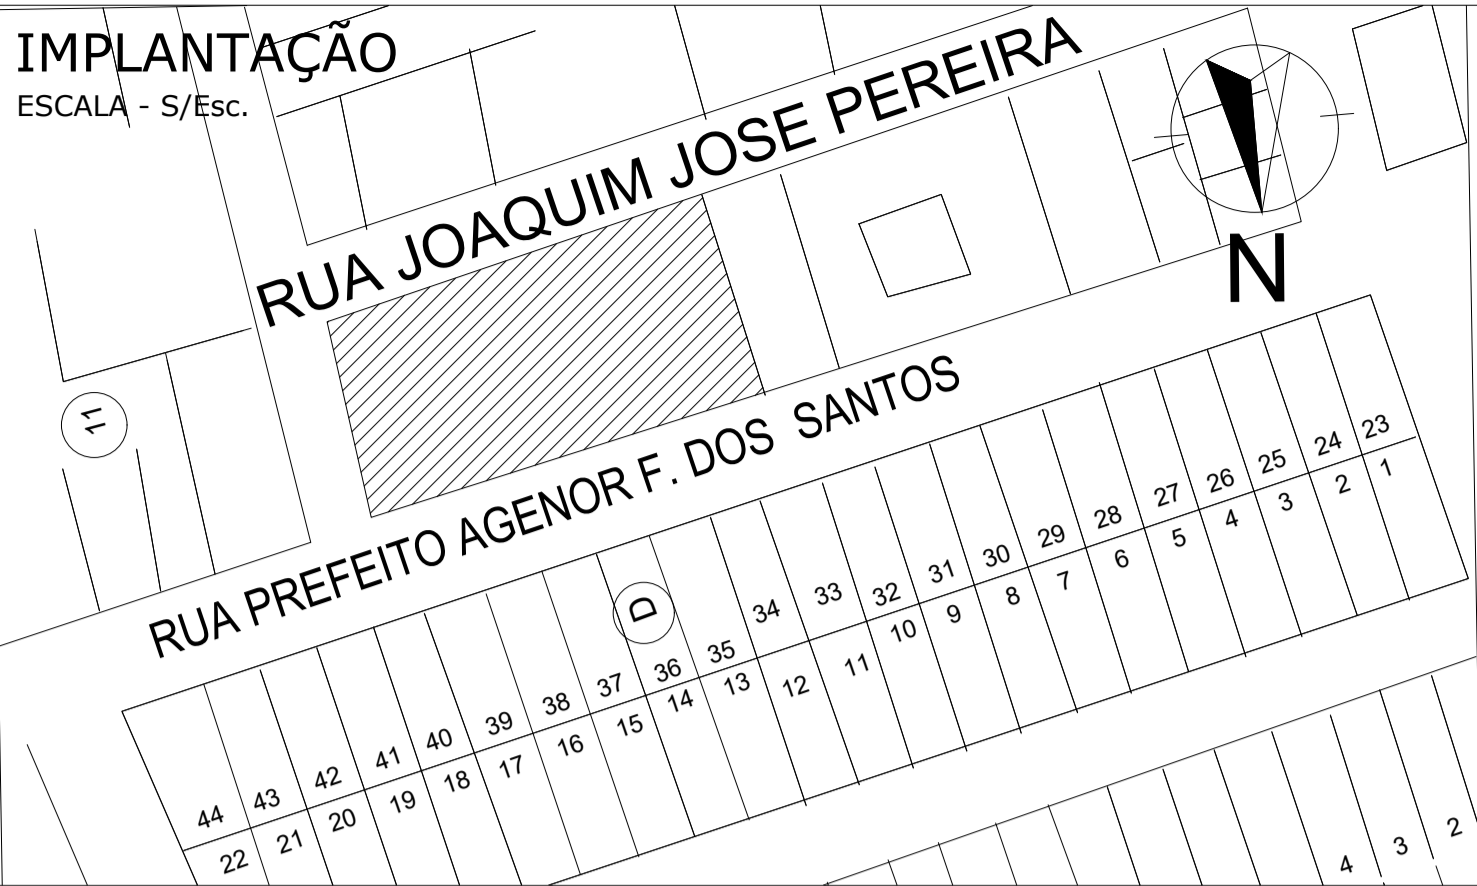 IMPLANTAÇÃO
ESCALA - S/Esc.
RUA JOAQUIM JOSE PEREIRA
N
11
RUA PREFEITO AGENOR F. DOS SANTOS
D
44 43 42 41 40 39 38 37 36 35 34 33 32 31 30 29 28 27 26 25 24 23
22 21 20 19 18 17 16 15 14 13 12 11 10 9 8 7 6 5 4 3 2 1
4 3 2